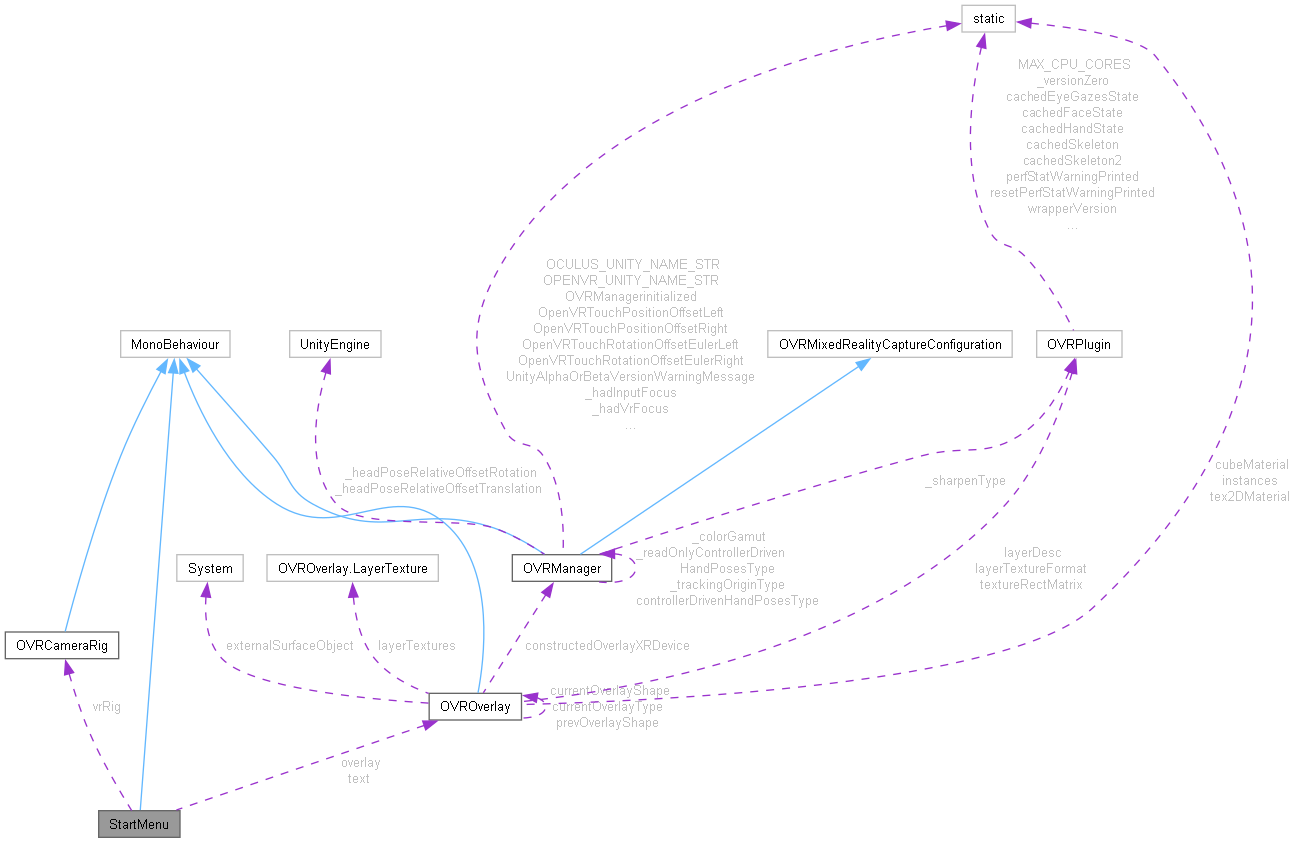 static
MAX_CPU_CORES
_versionZero
cachedEyeGazesState
cachedFaceState
cachedHandState
cachedSkeleton
cachedSkeleton2
perfStatWarningPrinted
resetPerfStatWarningPrinted
wrapperVersion
...
OCULUS_UNITY_NAME_STR
OPENVR_UNITY_NAME_STR
OVRManagerinitialized
OpenVRTouchPositionOffsetLeft
OpenVRTouchPositionOffsetRight
OpenVRTouchRotationOffsetEulerLeft
OpenVRTouchRotationOffsetEulerRight
UnityAlphaOrBetaVersionWarningMessage
_hadInputFocus
_hadVrFocus
...
MonoBehaviour
UnityEngine
OVRMixedRealityCaptureConfiguration
OVRPlugin
_headPoseRelativeOffsetRotation
_headPoseRelativeOffsetTranslation
_sharpenType
cubeMaterial
instances
tex2DMaterial
System
OVROverlay.LayerTexture
OVRManager
_colorGamut
_readOnlyControllerDriven
HandPosesType
_trackingOriginType
controllerDrivenHandPosesType
layerDesc
layerTextureFormat
textureRectMatrix
OVRCameraRig
externalSurfaceObject
layerTextures
constructedOverlayXRDevice
vrRig
OVROverlay
currentOverlayShape
currentOverlayType
prevOverlayShape
overlay
text
StartMenu